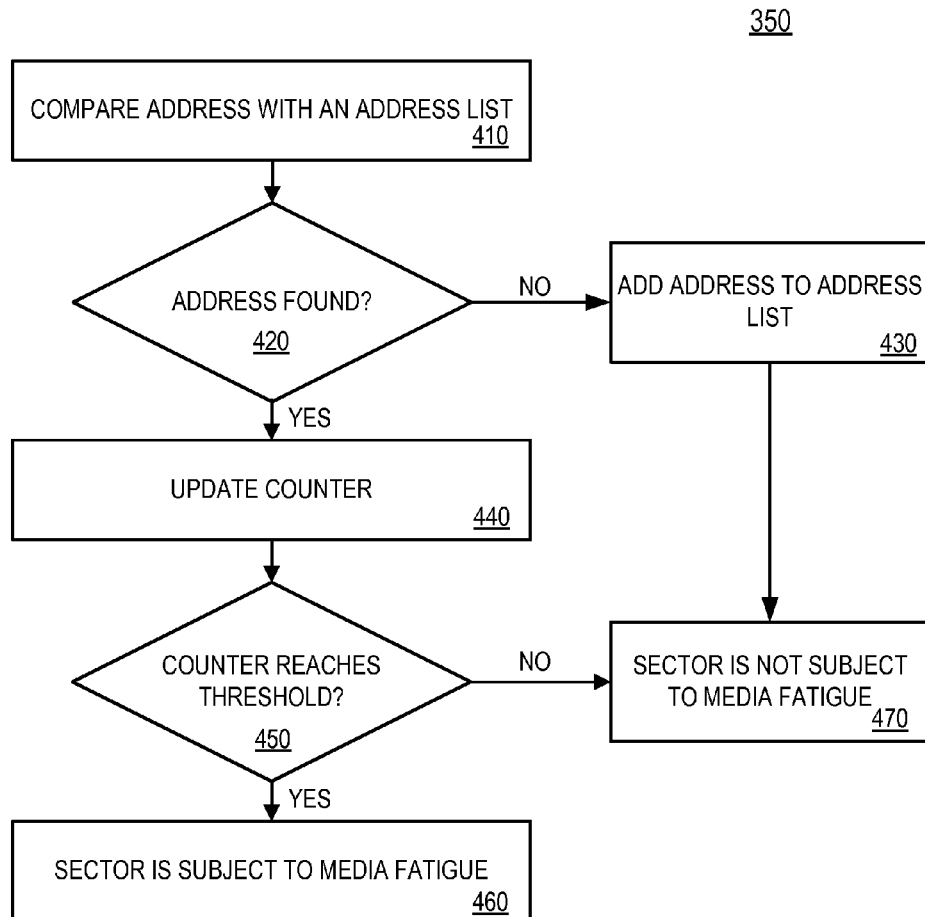 350
COMPARE ADDRESS WITH AN ADDRESS LIST
410
ADDRESS FOUND?
420
NO
ADD ADDRESS TO ADDRESS
LIST
430
YES
UPDATE COUNTER
440
COUNTER REACHES
THRESHOLD?
450
NO
SECTOR IS NOT SUBJECT
TO MEDIA FATIGUE
470
YES
SECTOR IS SUBJECT TO MEDIA FATIGUE
460